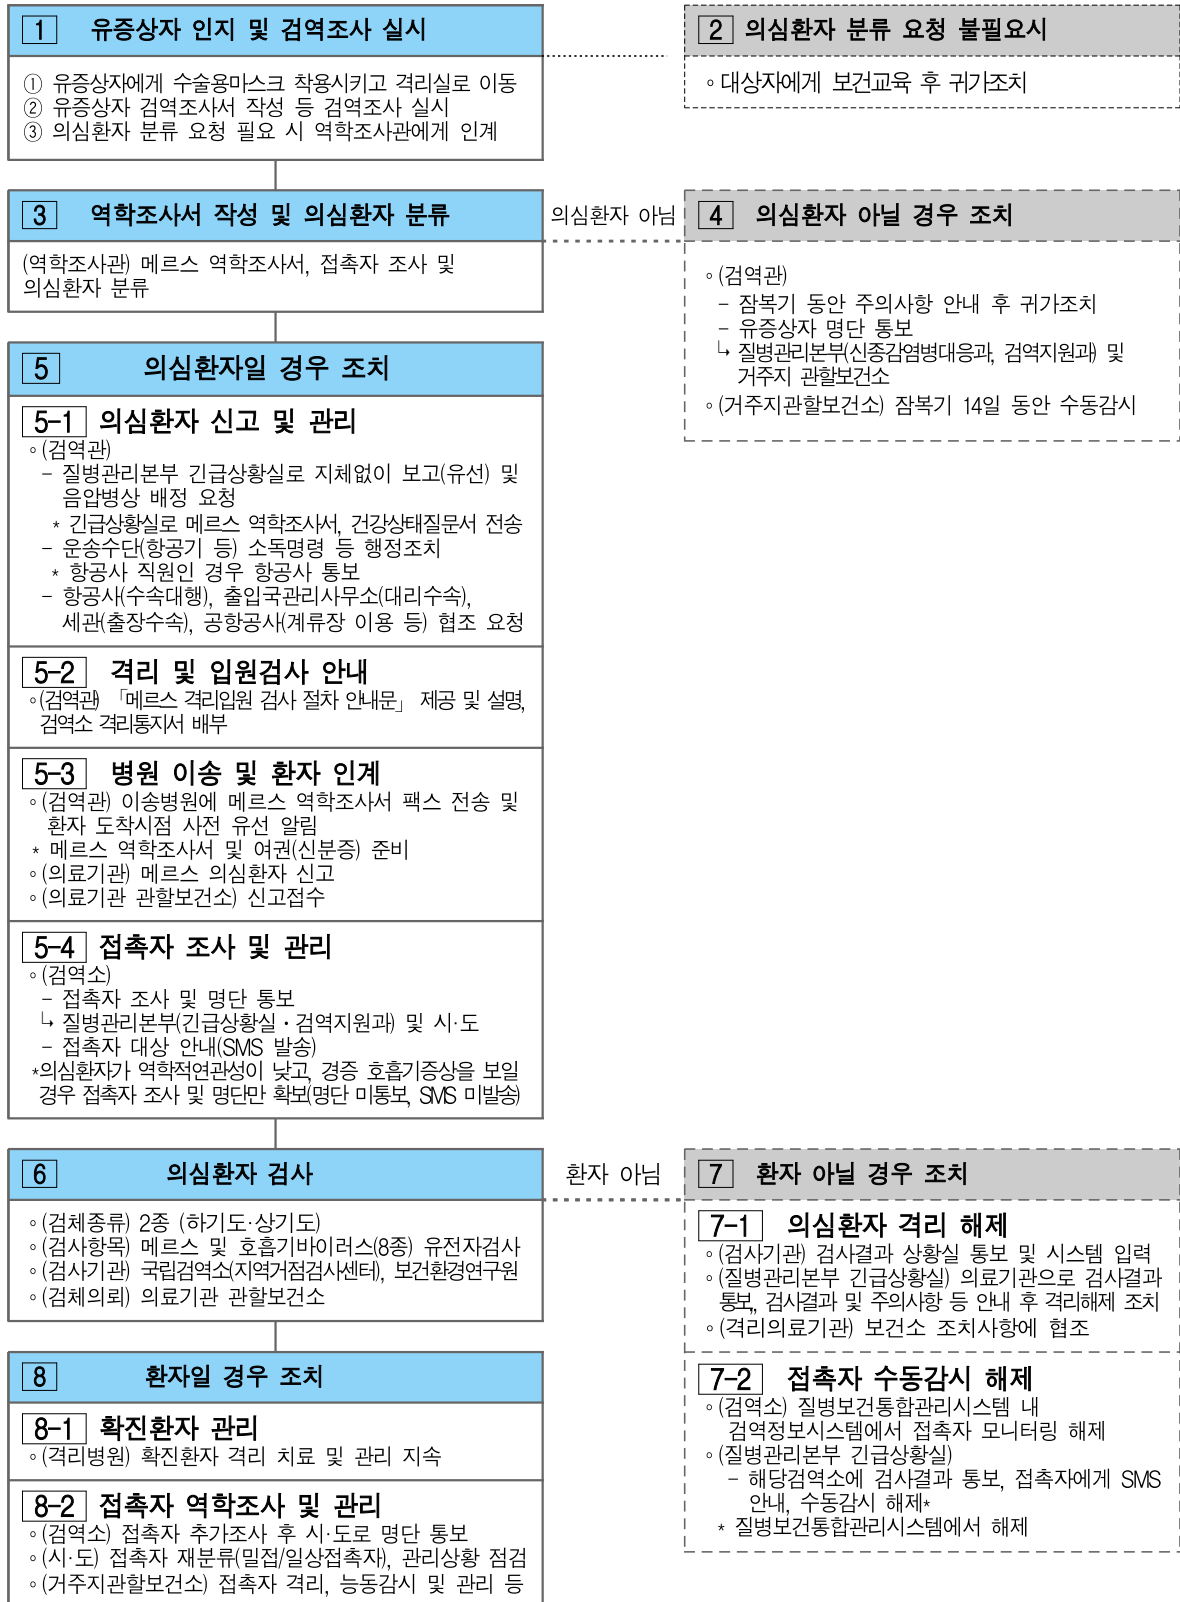 1 유증상자 인지 및 검역조사 실시
① 유증상자에게 수술용마스크 착용시키고 격리실로 이동
② 유증상자 검역조사서 작성 등 검역조사 실시
③ 의심환자 분류 요청 필요 시 역학조사관에게 인계
2 의심환자 분류 요청 불필요시
◦대상자에게 보건교육 후 귀가조치
3 역학조사서 작성 및 의심환자 분류
(역학조사관) 메르스 역학조사서, 접촉자 조사 및
의심환자 분류
의심환자 아님
4 의심환자 아닐 경우 조치
◦(검역관)
- 잠복기 동안 주의사항 안내 후 귀가조치
- 유증상자 명단 통보
↳ 질병관리본부(신종감염병대응과, 검역지원과) 및
거주지 관할보건소
◦(거주지관할보건소) 잠복기 14일 동안 수동감시
5 의심환자일 경우 조치
5-1 의심환자 신고 및 관리
◦(검역관)
- 질병관리본부 긴급상황실로 지체없이 보고(유선) 및
음압병상 배정 요청
* 긴급상황실로 메르스 역학조사서, 건강상태질문서 전송
- 운송수단(항공기 등) 소독명령 등 행정조치
* 항공사 직원인 경우 항공사 통보
- 항공사(수속대행), 출입국관리사무소(대리수속),
세관(출장수속), 공항공사(계류장 이용 등) 협조 요청
5-2 격리 및 입원검사 안내
◦(검역관) 「메르스 격리입원 검사 절차 안내문」 제공 및 설명,
검역소 격리통지서 배부
5-3 병원 이송 및 환자 인계
◦(검역관) 이송병원에 메르스 역학조사서 팩스 전송 및
환자 도착시점 사전 유선 알림
* 메르스 역학조사서 및 여권(신분증) 준비
◦(의료기관) 메르스 의심환자 신고
◦(의료기관 관할보건소) 신고접수
5-4 접촉자 조사 및 관리
◦(검역소)
- 접촉자 조사 및 명단 통보
↳ 질병관리본부(긴급상황실・검역지원과) 및 시·도
- 접촉자 대상 안내(SMS 발송)
*의심환자가 역학적연관성이 낮고, 경증 호흡기증상을 보일
경우 접촉자 조사 및 명단만 확보(명단 미통보, SMS 미발송)
6 의심환자 검사
◦(검체종류) 2종 (하기도·상기도)
◦(검사항목) 메르스 및 호흡기바이러스(8종) 유전자검사
◦(검사기관) 국립검역소(지역거점검사센터), 보건환경연구원
◦(검체의뢰) 의료기관 관할보건소
환자 아님
7 환자 아닐 경우 조치
7-1 의심환자 격리 해제
◦(검사기관) 검사결과 상황실 통보 및 시스템 입력
◦(질병관리본부 긴급상황실) 의료기관으로 검사결과
통보,, 검사결과 및 주의사항 등 안내 후 격리해제 조치
◦(격리의료기관) 보건소 조치사항에 협조
7-2 접촉자 수동감시 해제
◦(검역소) 질병보건통합관리시스템 내
검역정보시스템에서 접촉자 모니터링 해제
◦(질병관리본부 긴급상황실)
- 해당검역소에 검사결과 통보, 접촉자에게 SMS
안내, 수동감시 해제*
* 질병보건통합관리시스템에서 해제
8 환자일 경우 조치
8-1 확진환자 관리
◦(격리병원) 확진환자 격리 치료 및 관리 지속
8-2 접촉자 역학조사 및 관리
◦(검역소) 접촉자 추가조사 후 시·도로 명단 통보
◦(시·도) 접촉자 재분류(밀접/일상접촉자), 관리상황 점검
◦(거주지관할보건소) 접촉자 격리, 능동감시 및 관리 등